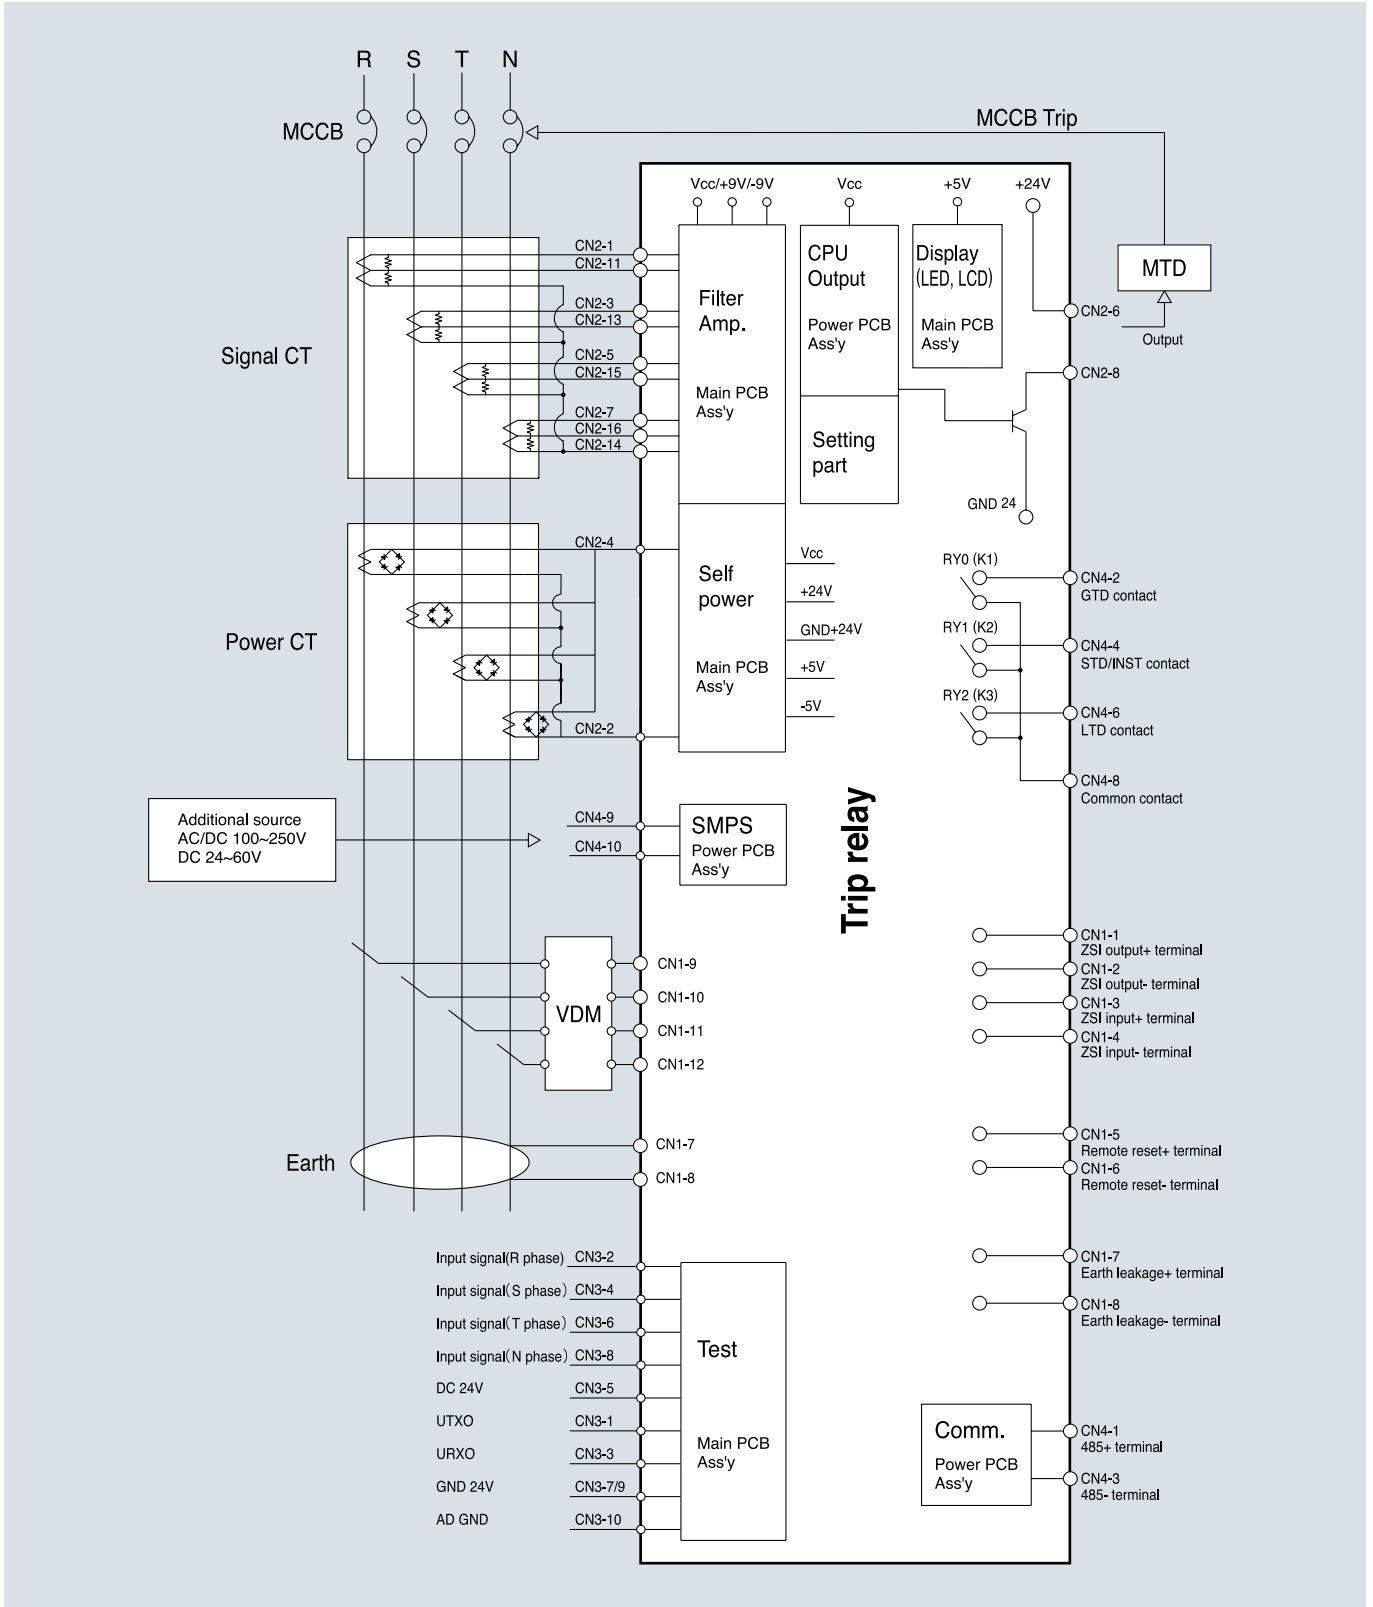 R S T N
MCCB
MCCB Trip
Vcc/+9V/-9V
Vcc
+5V
+24V
CN2-1
CN2-11
CN2-3
CN2-13
CN2-5
CN2-15
CN2-7
CN2-16
CN2-14
Signal CT
Filter
Amp.
Main PCB
Ass'y
CPU
Output
Power PCB
Ass'y
Setting
part
Display
(LED, LCD)
Main PCB
Ass'y
MTD
Output
CN2-6
CN2-8
GND 24
CN2-4
CN2-2
Power CT
Self
power
Main PCB
Ass'y
Vcc
+24V
GND+24V
+5V
-5V
RY0 (K1)
RY1 (K2)
RY2 (K3)
CN4-2
GTD contact
CN4-4
STD/INST contact
CN4-6
LTD contact
CN4-8
Common contact
Additional source
AC/DC 100~250V
DC 24~60V
CN4-9
CN4-10
SMPS
Power PCB
Ass'y
Trip relay
VDM
CN1-9
CN1-10
CN1-11
CN1-12
CN1-1
ZSI output+ terminal
CN1-2
ZSI output- terminal
CN1-3
ZSI input+ terminal
CN1-4
ZSI input- terminal
Earth
CN1-7
CN1-8
CN1-5
Remote reset+ terminal
CN1-6
Remote reset- terminal
CN1-7
Earth leakage+ terminal
CN1-8
Earth leakage- terminal
Input signal(R phase) CN3-2
Input signal(S phase) CN3-4
Input signal(T phase) CN3-6
Input signal(N phase) CN3-8
DC 24V CN3-5
UTXO CN3-1
URXO CN3-3
GND 24V CN3-7/9
AD GND CN3-10
Test
Main PCB
Ass'y
Comm.
Power PCB
Ass'y
CN4-1
485+ terminal
CN4-3
485- terminal